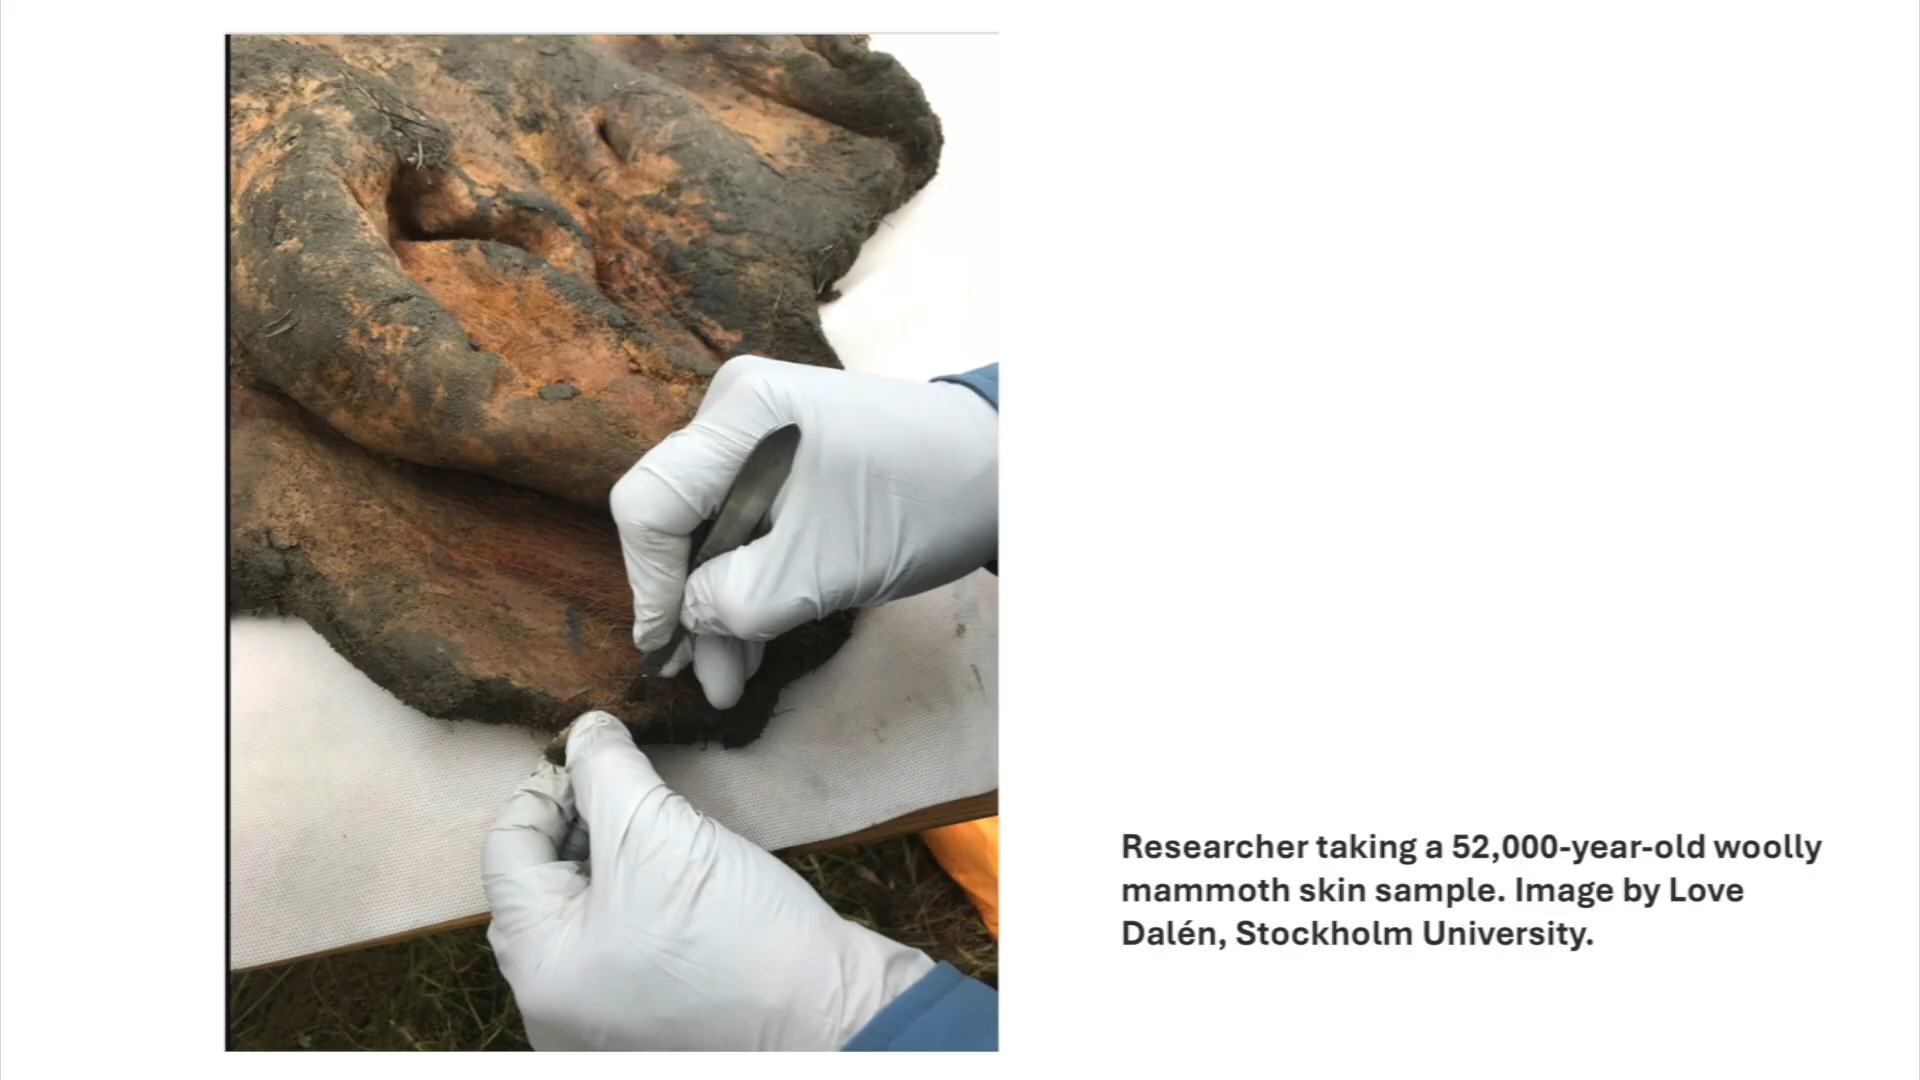 Researcher taking a 52,000-year-old woolly
mammoth skin sample. Image by Love
Dalén, Stockholm University.